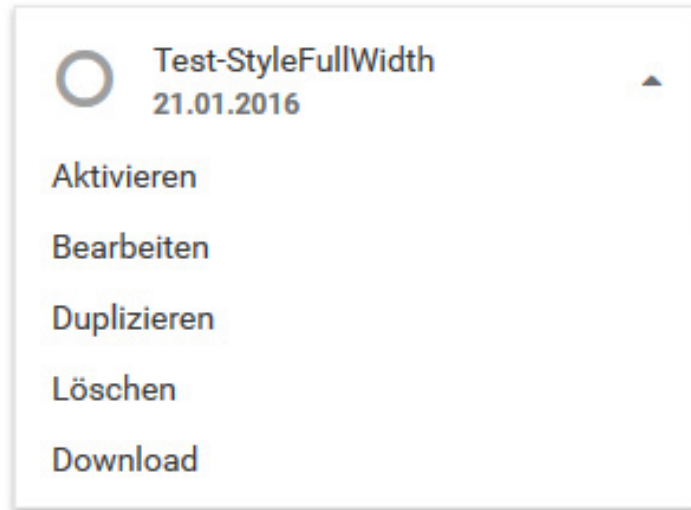 Test-StyleFullWidth
21.01.2016
Aktivieren
Bearbeiten
Duplizieren
Löschen
Download